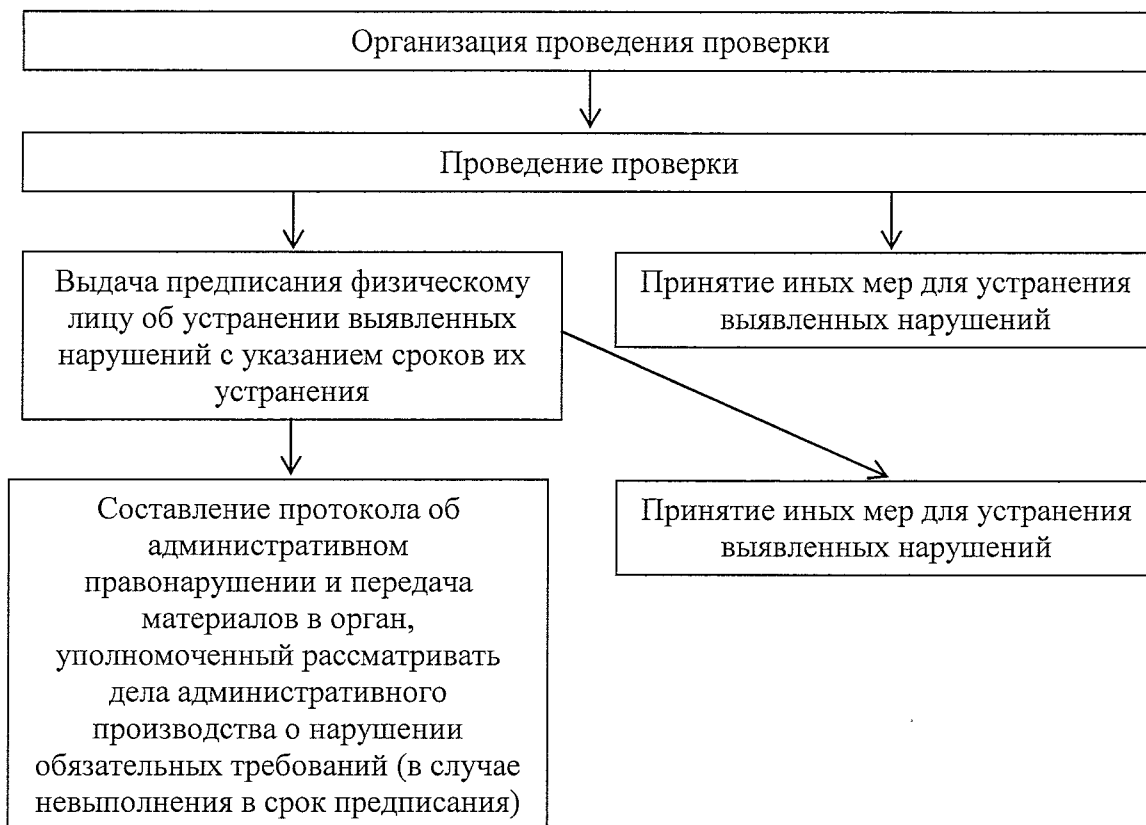 Организация проведения проверки
Проведение проверки
Выдача предписания физическому
лицу об устранении выявленных
нарушений с указанием сроков их
устранения
Принятие иных мер для устранения
выявленных нарушений
Составление протокола об
административном
правонарушении и передача
материалов в орган,
уполномоченный рассматривать
дела административного
производства о нарушении
обязательных требований (в случае
невыполнения в срок предписания)
Принятие иных мер для устранения
выявленных нарушений